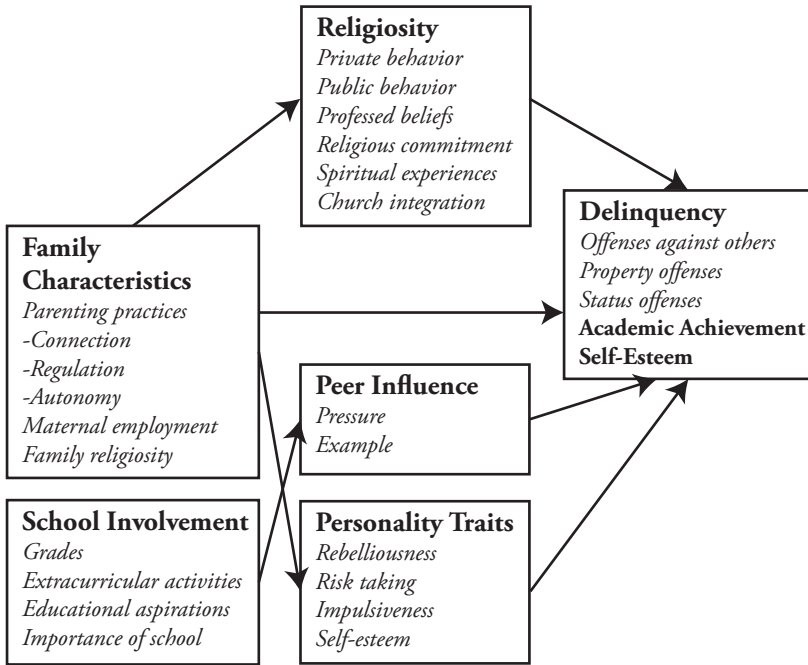 Religiosity
Private behavior
Public behavior
Professed beliefs
Religious commitment
Spiritual experiences
Church integration
Family
Characteristics
Parenting practices
-Connection
-Regulation
-Autonomy
Maternal employment
Family religiosity
Delinquency
Offenses against others
Property offenses
Status offenses
Academic Achievement
Self-Esteem
Peer Influence
Pressure
Example
School Involvement
Grades
Extracurricular activities
Educational aspirations
Importance of school
Personality Traits
Rebelliousness
Risk taking
Impulsiveness
Self-esteem